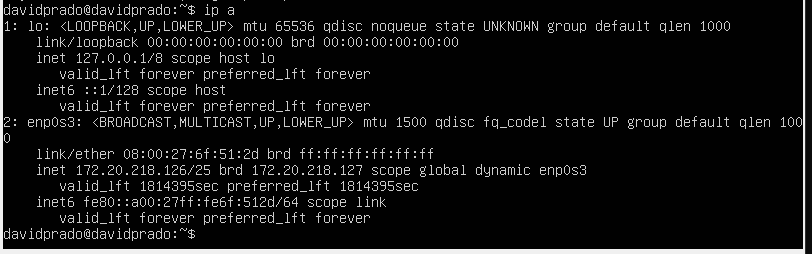 davidprado@davidprado:~$ ip a
1: lo: <LOOPBACK,UP,LOWER_UP> mtu 65536 qdisc noqueue state UNKNOWN group default qlen 1000
    link/loopback 00:00:00:00:00:00 brd 00:00:00:00:00:00
    inet 127.0.0.1/8 scope host lo
       valid_lft forever preferred_lft forever
    inet6 ::1/128 scope host
       valid_lft forever preferred_lft forever
2: enp0s3: <BROADCAST,MULTICAST,UP,LOWER_UP> mtu 1500 qdisc fq_codel state UP group default qlen 100
0
    link/ether 08:00:27:6f:51:2d brd ff:ff:ff:ff:ff:ff
    inet 172.20.218.126/25 brd 172.20.218.127 scope global dynamic enp0s3
       valid_lft 1814395sec preferred_lft 1814395sec
    inet6 fe80::a00:27ff:fe6f:512d/64 scope link
       valid_lft forever preferred_lft forever
davidprado@davidprado:~$